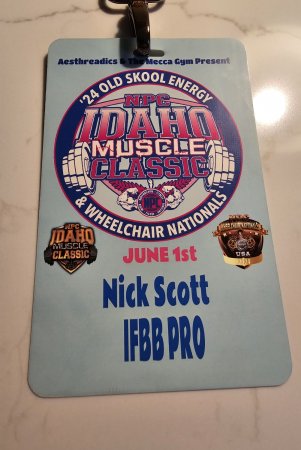 Aesthreadics & The Mecca Gym Present
'24 OLD SKOOL ENERGY
NPC
IDAHO
MUSCLE
CLASSIC
& WHEELCHAIR NATIONALS
JUNE 1st
NPC
IDAHO
MUSCLE
CLASSIC
USA
Nick Scott
IFBB PRO